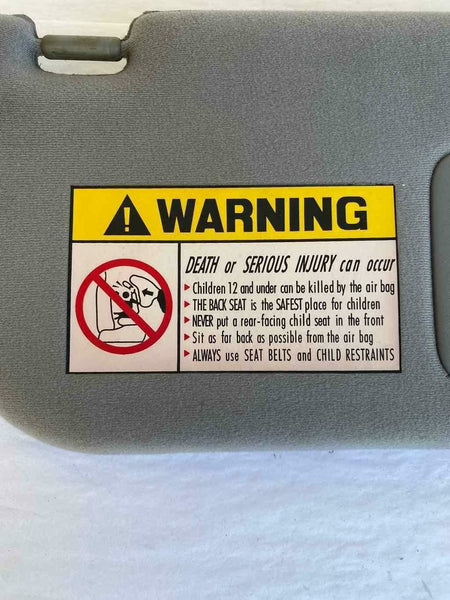 WARNING
DEATH or SERIOUS INJURY can occur
Children 12 and under can be killed by the air bag
THE BACK SEAT is the SAFEST place for children
NEVER put a rear-facing child seat in the front
Sit as far back as possible from the air bag
ALWAYS use SEAT BELTS and CHILD RESTRAINTS